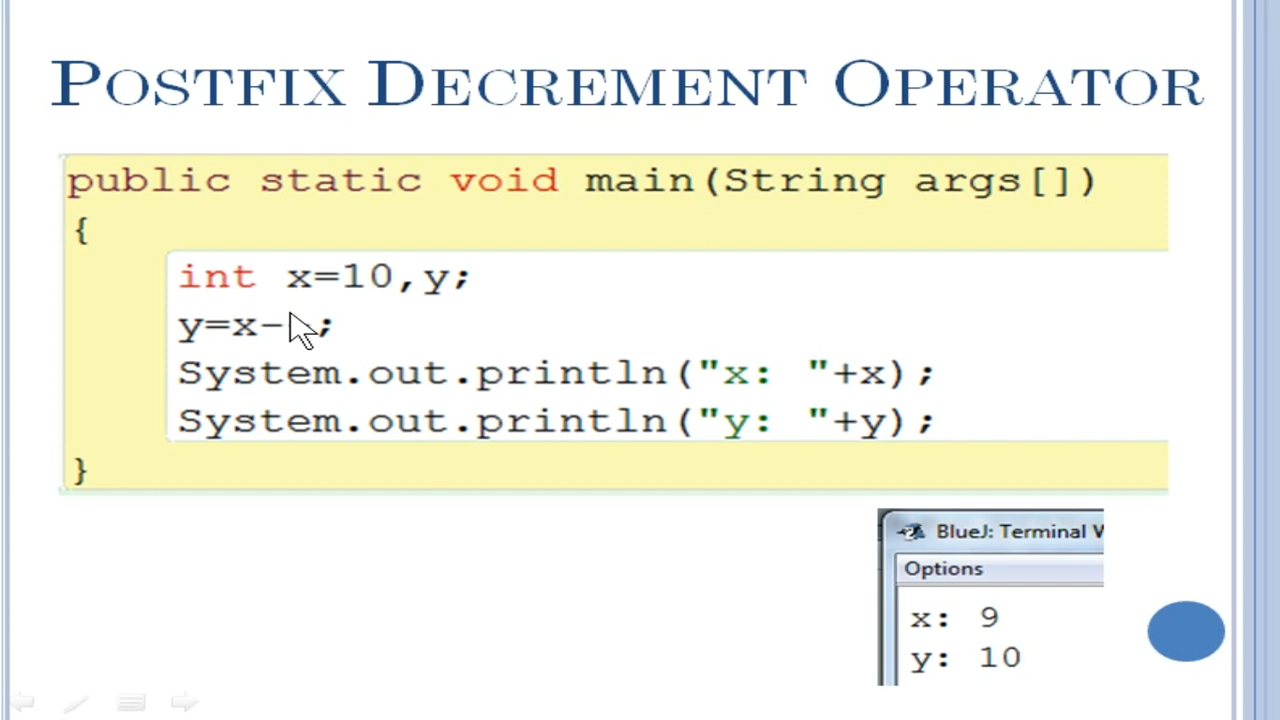 POSTFIX DECREMENT OPERATOR
public static void main(String args[])
{
int x=10,y;
y=x- ;
System.out.println("x: "+x);
System.out.println("y: "+y);
}
BlueJ: Terminal W
Options
x: 9
y: 10